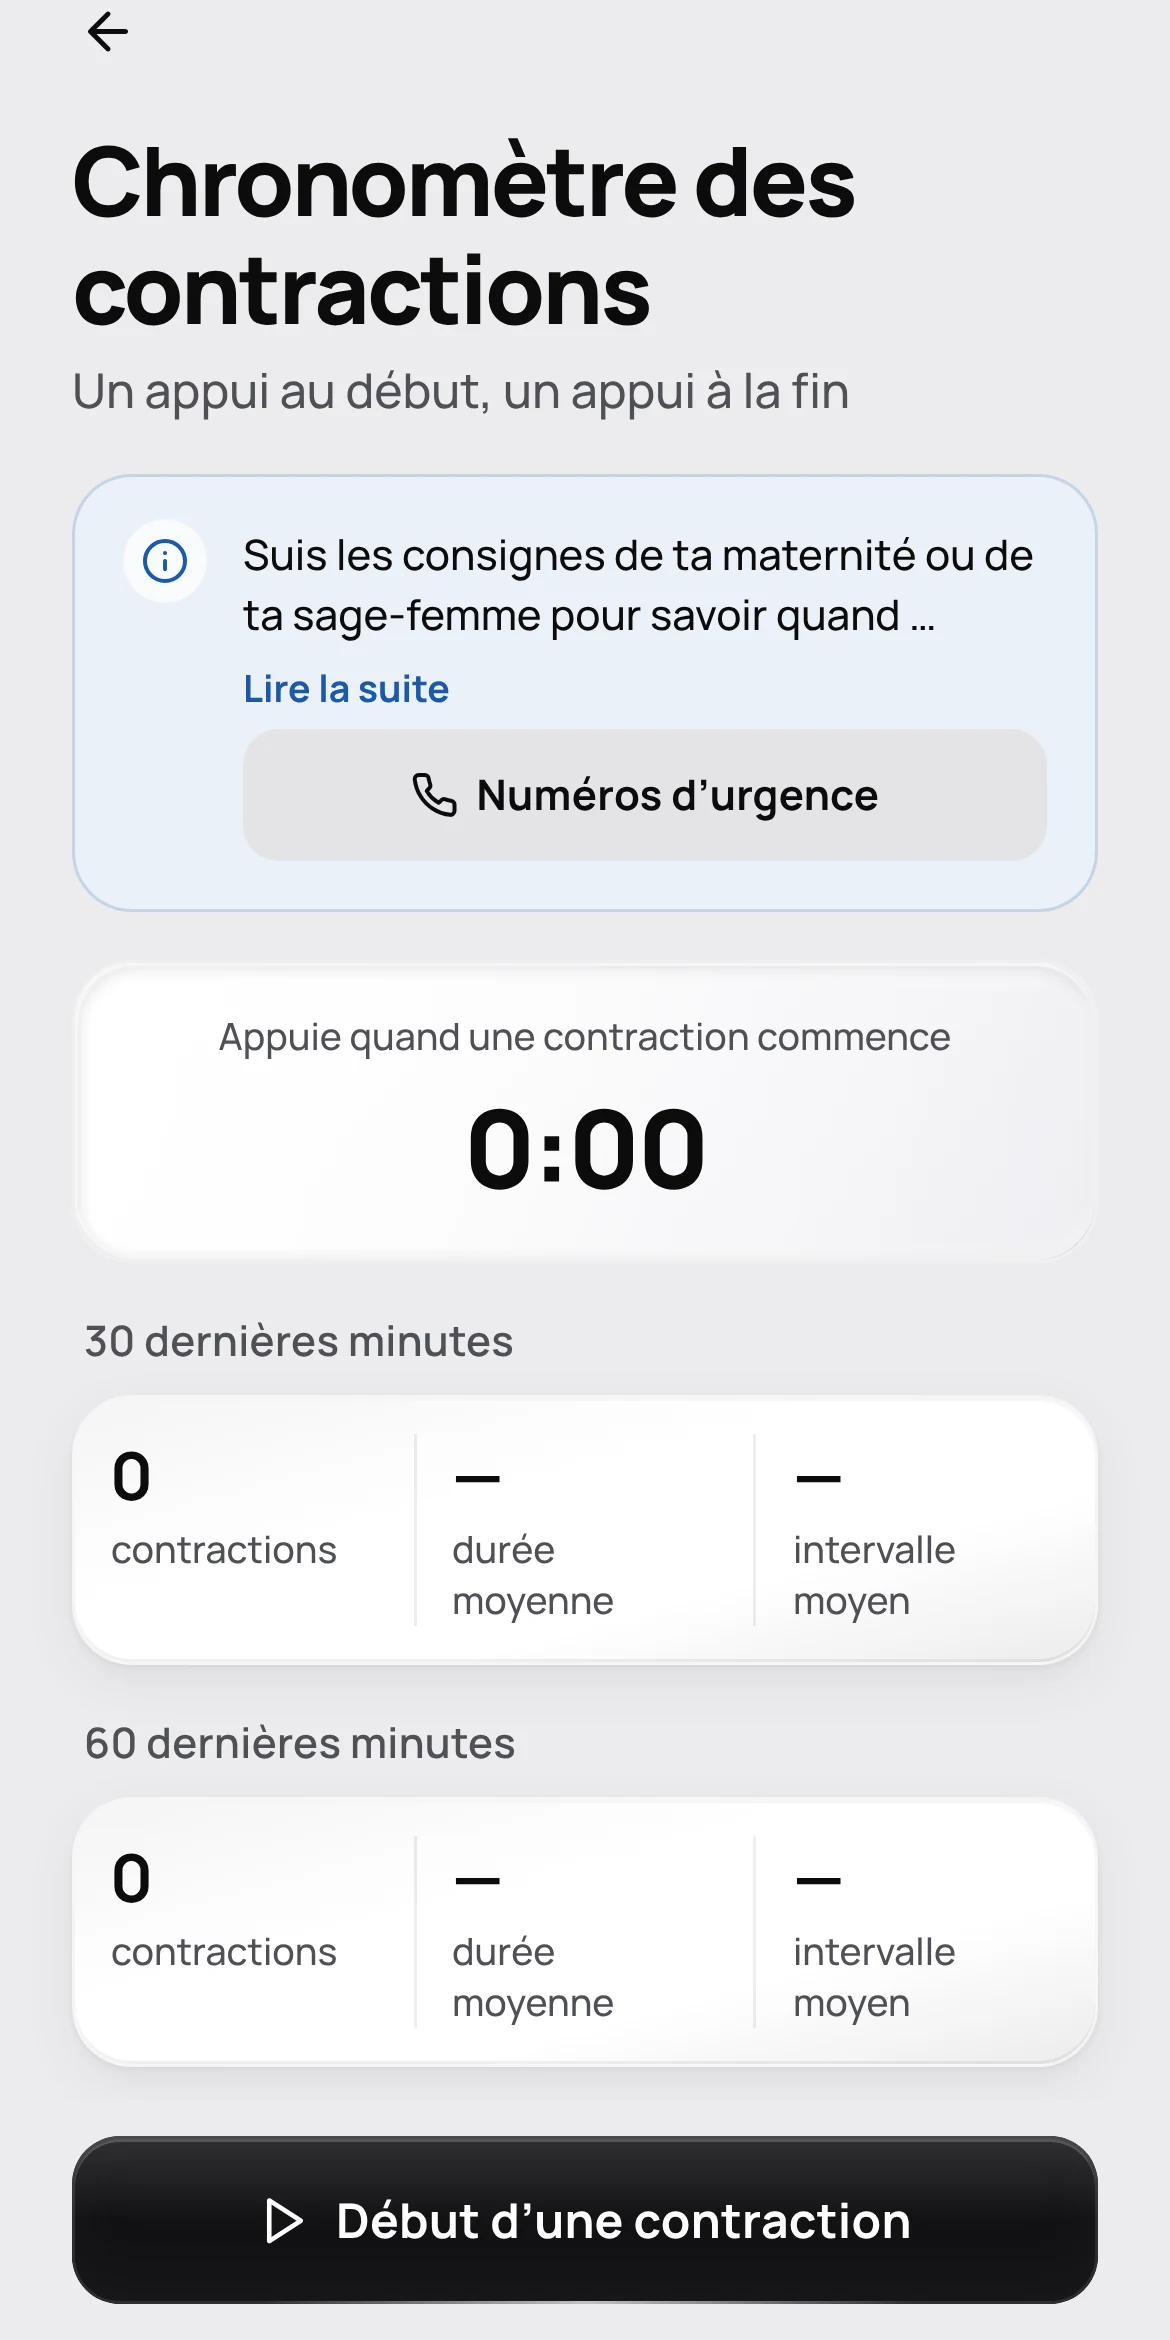 Chronomètre des
contractions
Un appui au début, un appui à la fin
Suis les consignes de ta maternité ou de
ta sage-femme pour savoir quand ...
Lire la suite
Numéros d’urgence
Appuie quand une contraction commence
0:00
30 dernières minutes
0 — —
contractions durée intervalle
moyenne moyen
60 dernières minutes
0 — —
contractions durée intervalle
moyenne moyen
Début d’une contraction